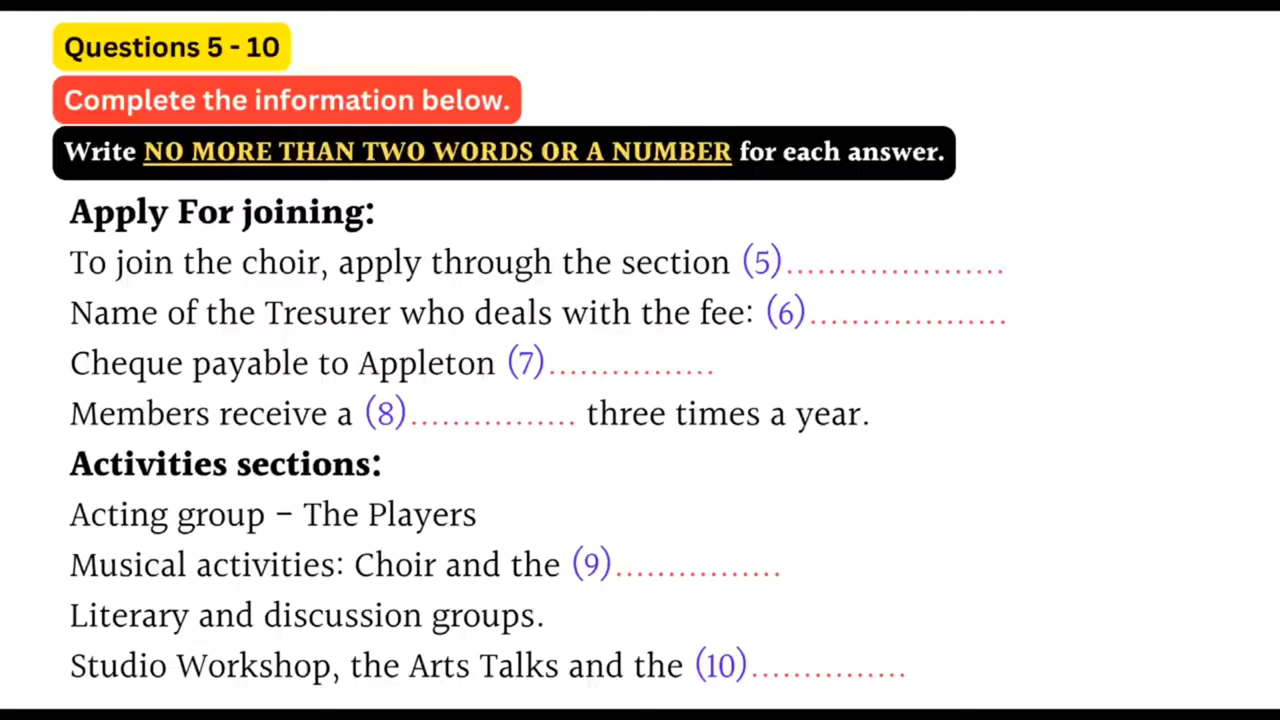 Questions 5 - 10
Complete the information below.
Write NO MORE THAN TWO WORDS OR A NUMBER for each answer.
Apply For joining:
To join the choir, apply through the section (5).....................
Name of the Tresurer who deals with the fee: (6)...................
Cheque payable to Appleton (7)................
Members receive a (8)................ three times a year.
Activities sections:
Acting group – The Players
Musical activities: Choir and the (9)................
Literary and discussion groups.
Studio Workshop, the Arts Talks and the (10)...............